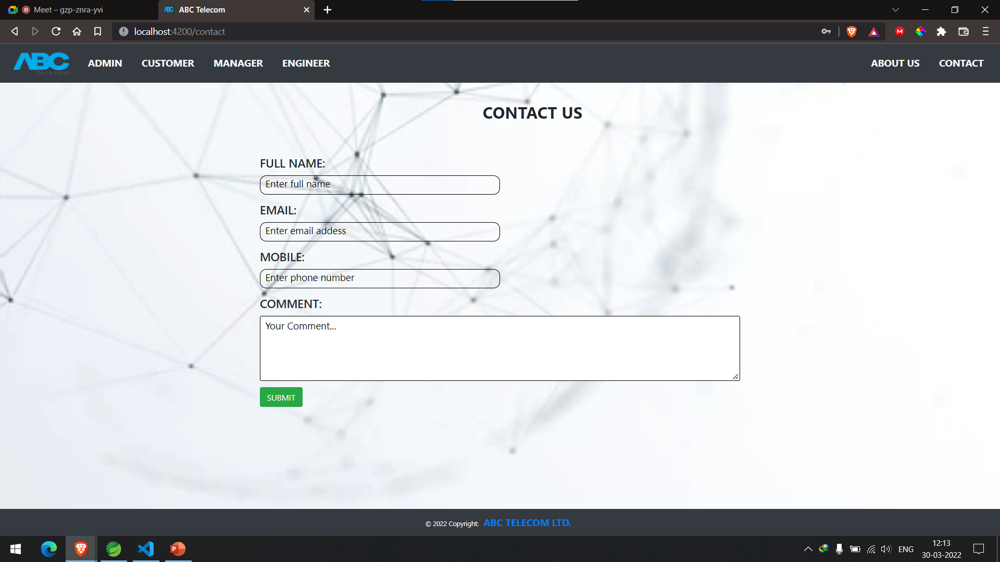 Meet – gzp-znra-yvi
ABC ABC Telecom
localhost:4200/contact
M
ABC
Telecom
ADMIN CUSTOMER MANAGER ENGINEER ABOUT US CONTACT
CONTACT US
FULL NAME:
Enter full name
EMAIL:
Enter email addess
MOBILE:
Enter phone number
COMMENT:
Your Comment...
SUBMIT
© 2022 Copyright: ABC TELECOM LTD.
P
ENG
12:13
30-03-2022